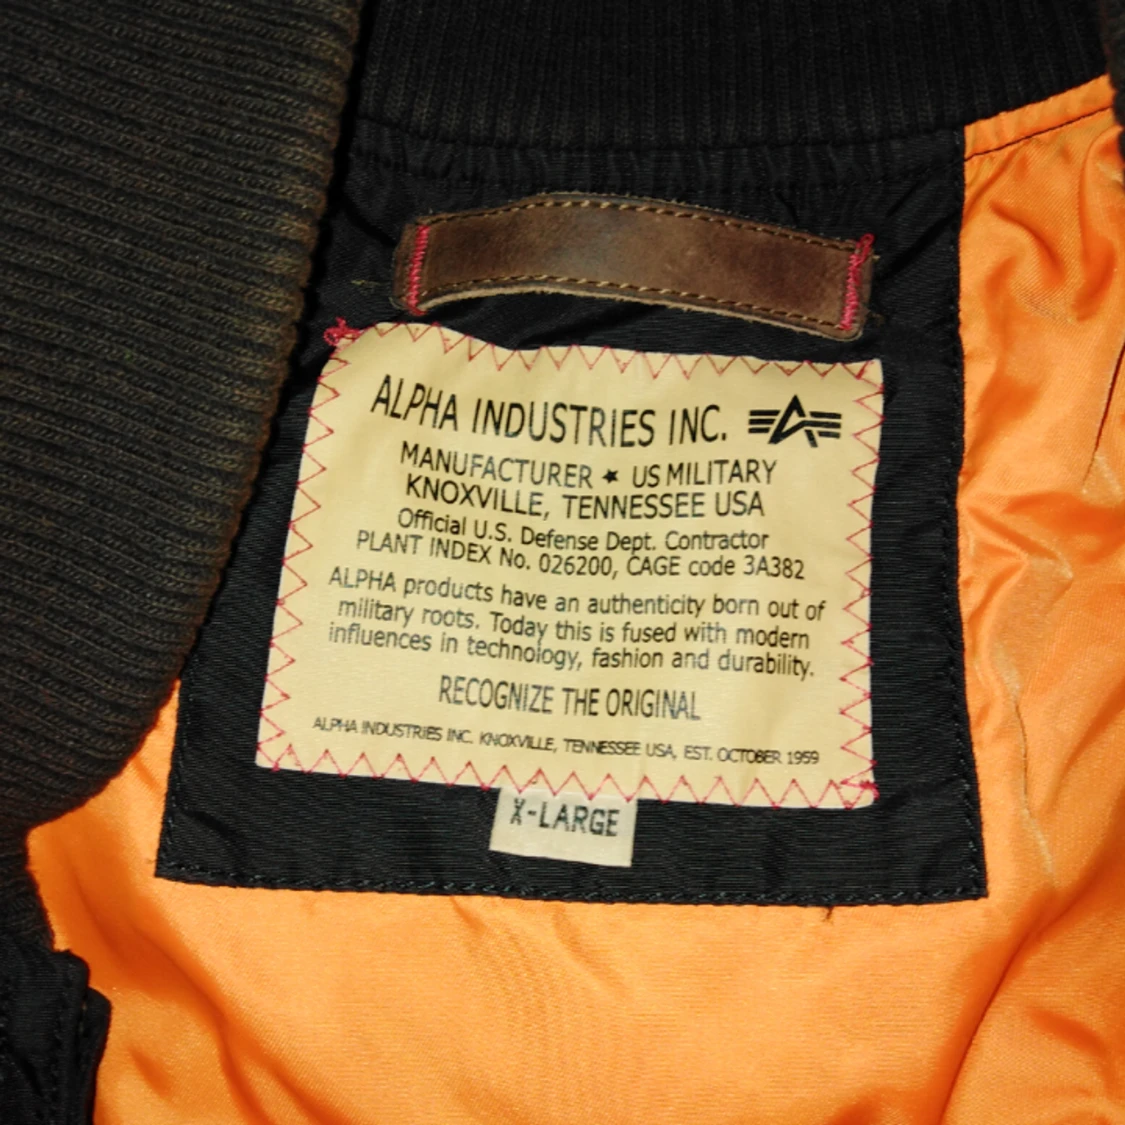 ALPHA INDUSTRIES INC.
MANUFACTURER ★ US MILITARY
KNOXVILLE, TENNESSEE USA
Official U.S. Defense Dept. Contractor
PLANT INDEX No. 026200, CAGE code 3A382
ALPHA products have an authenticity born out of
military roots. Today this is fused with modern
influences in technology, fashion and durability.
RECOGNIZE THE ORIGINAL
ALPHA INDUSTRIES INC. KNOXVILLE, TENNESSEE USA, EST. OCTOBER 1959
X-LARGE